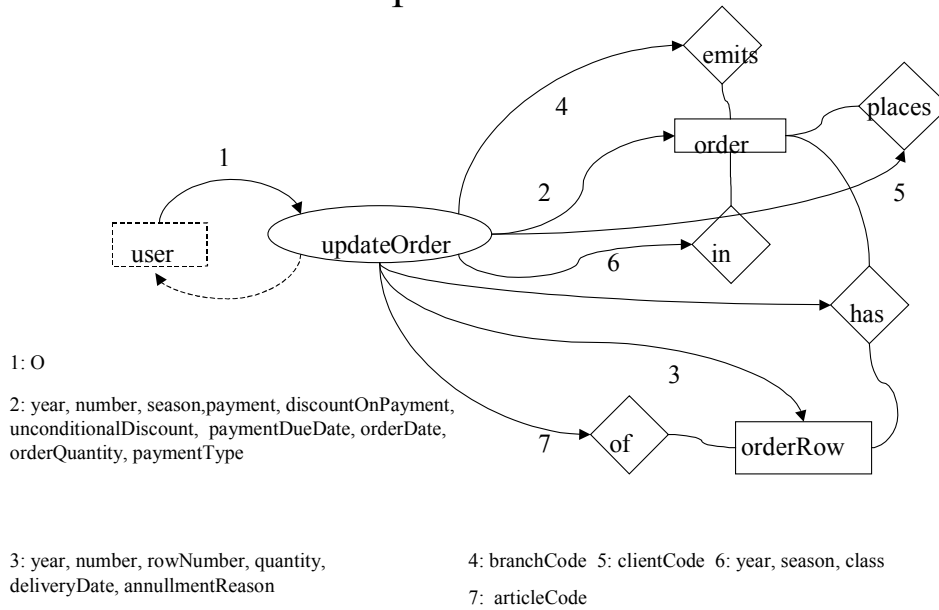 emits
places
4
order
1
2
5
updateOrder
user
in
6
has
1: O
3
2: year, number, season,payment, discountOnPayment,
unconditionalDiscount, paymentDueDate, orderDate,
orderQuantity, paymentType
7
of
orderRow
3: year, number, rowNumber, quantity,
deliveryDate, annullmentReason
4: branchCode 5: clientCode 6: year, season, class
7: articleCode